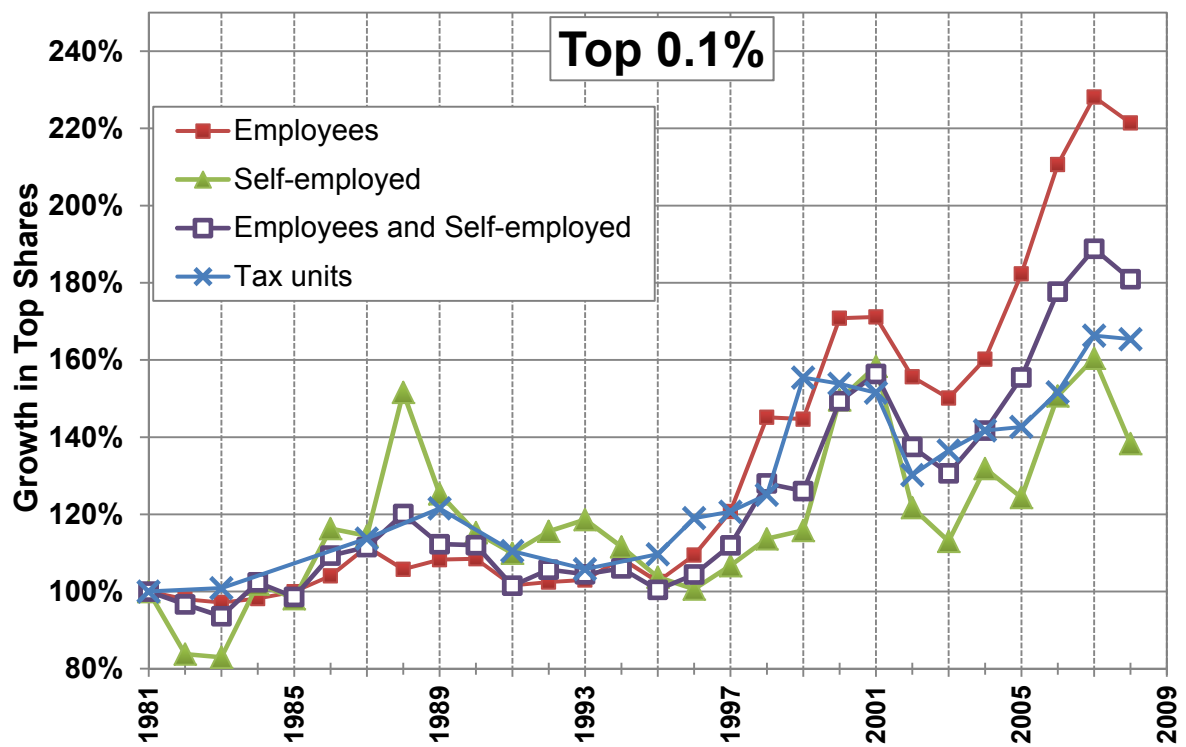 Top 0.1%
240%
220%
200%
180%
160%
140%
120%
100%
80%
Growth in Top Shares
Employees
Self-employed
Employees and Self-employed
Tax units
1981
1985
1989
1993
1997
2001
2005
2009